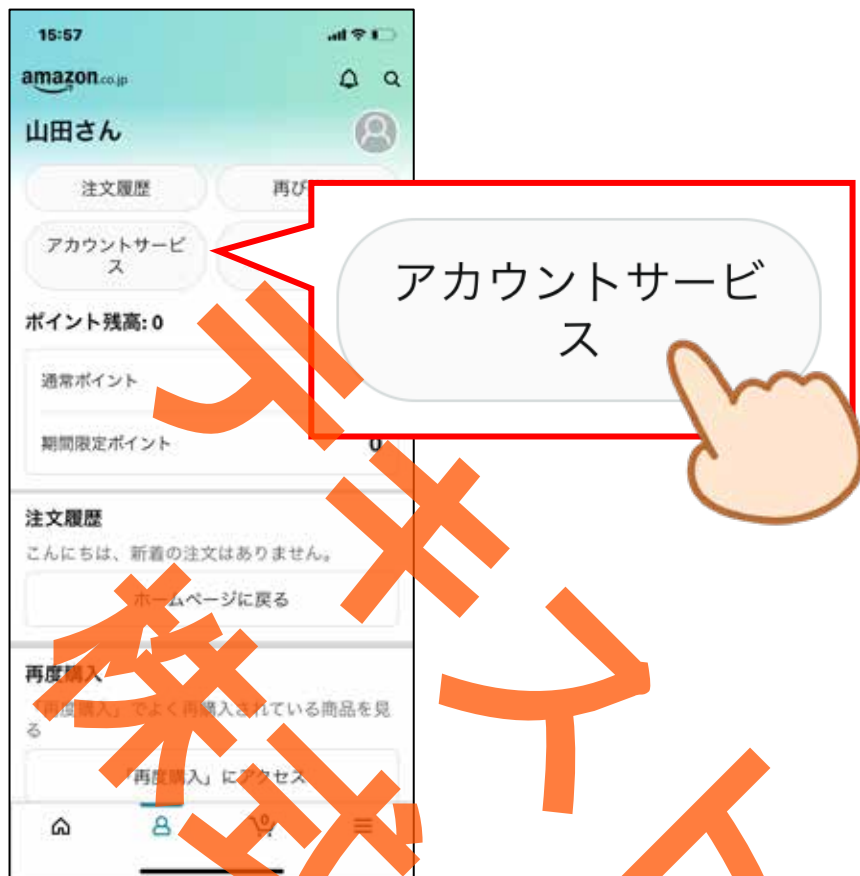 15:57
amazon.co.jp
山田さん
注文履歴
再び
アカウントサービ
ス
アカウントサービ
ス
ポイント残高: 0
通常ポイント
期間限定ポイント
0
注文履歴
こんにちは、新着の注文はありません。
ホームページに戻る
再度購入
「再度購入」でよく再購入されている商品を見
る
「再度購入」にアクセス
0
テキスト
株式